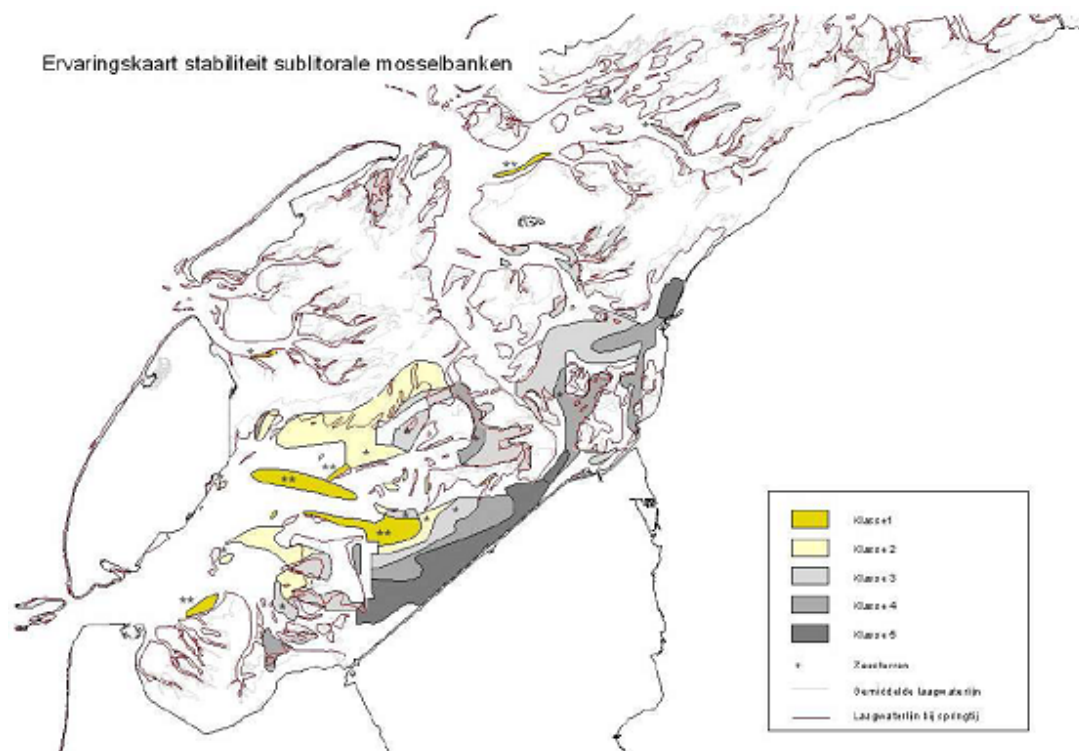 Ervaringskaart stabiliteit sublitorale mosselbanken
Klasse 1
Klasse 2
Klasse 3
Klasse 4
Klasse 5
Zeesterren
Gemiddelde laagwaterlijn
Laagwaterlijn bij springtij